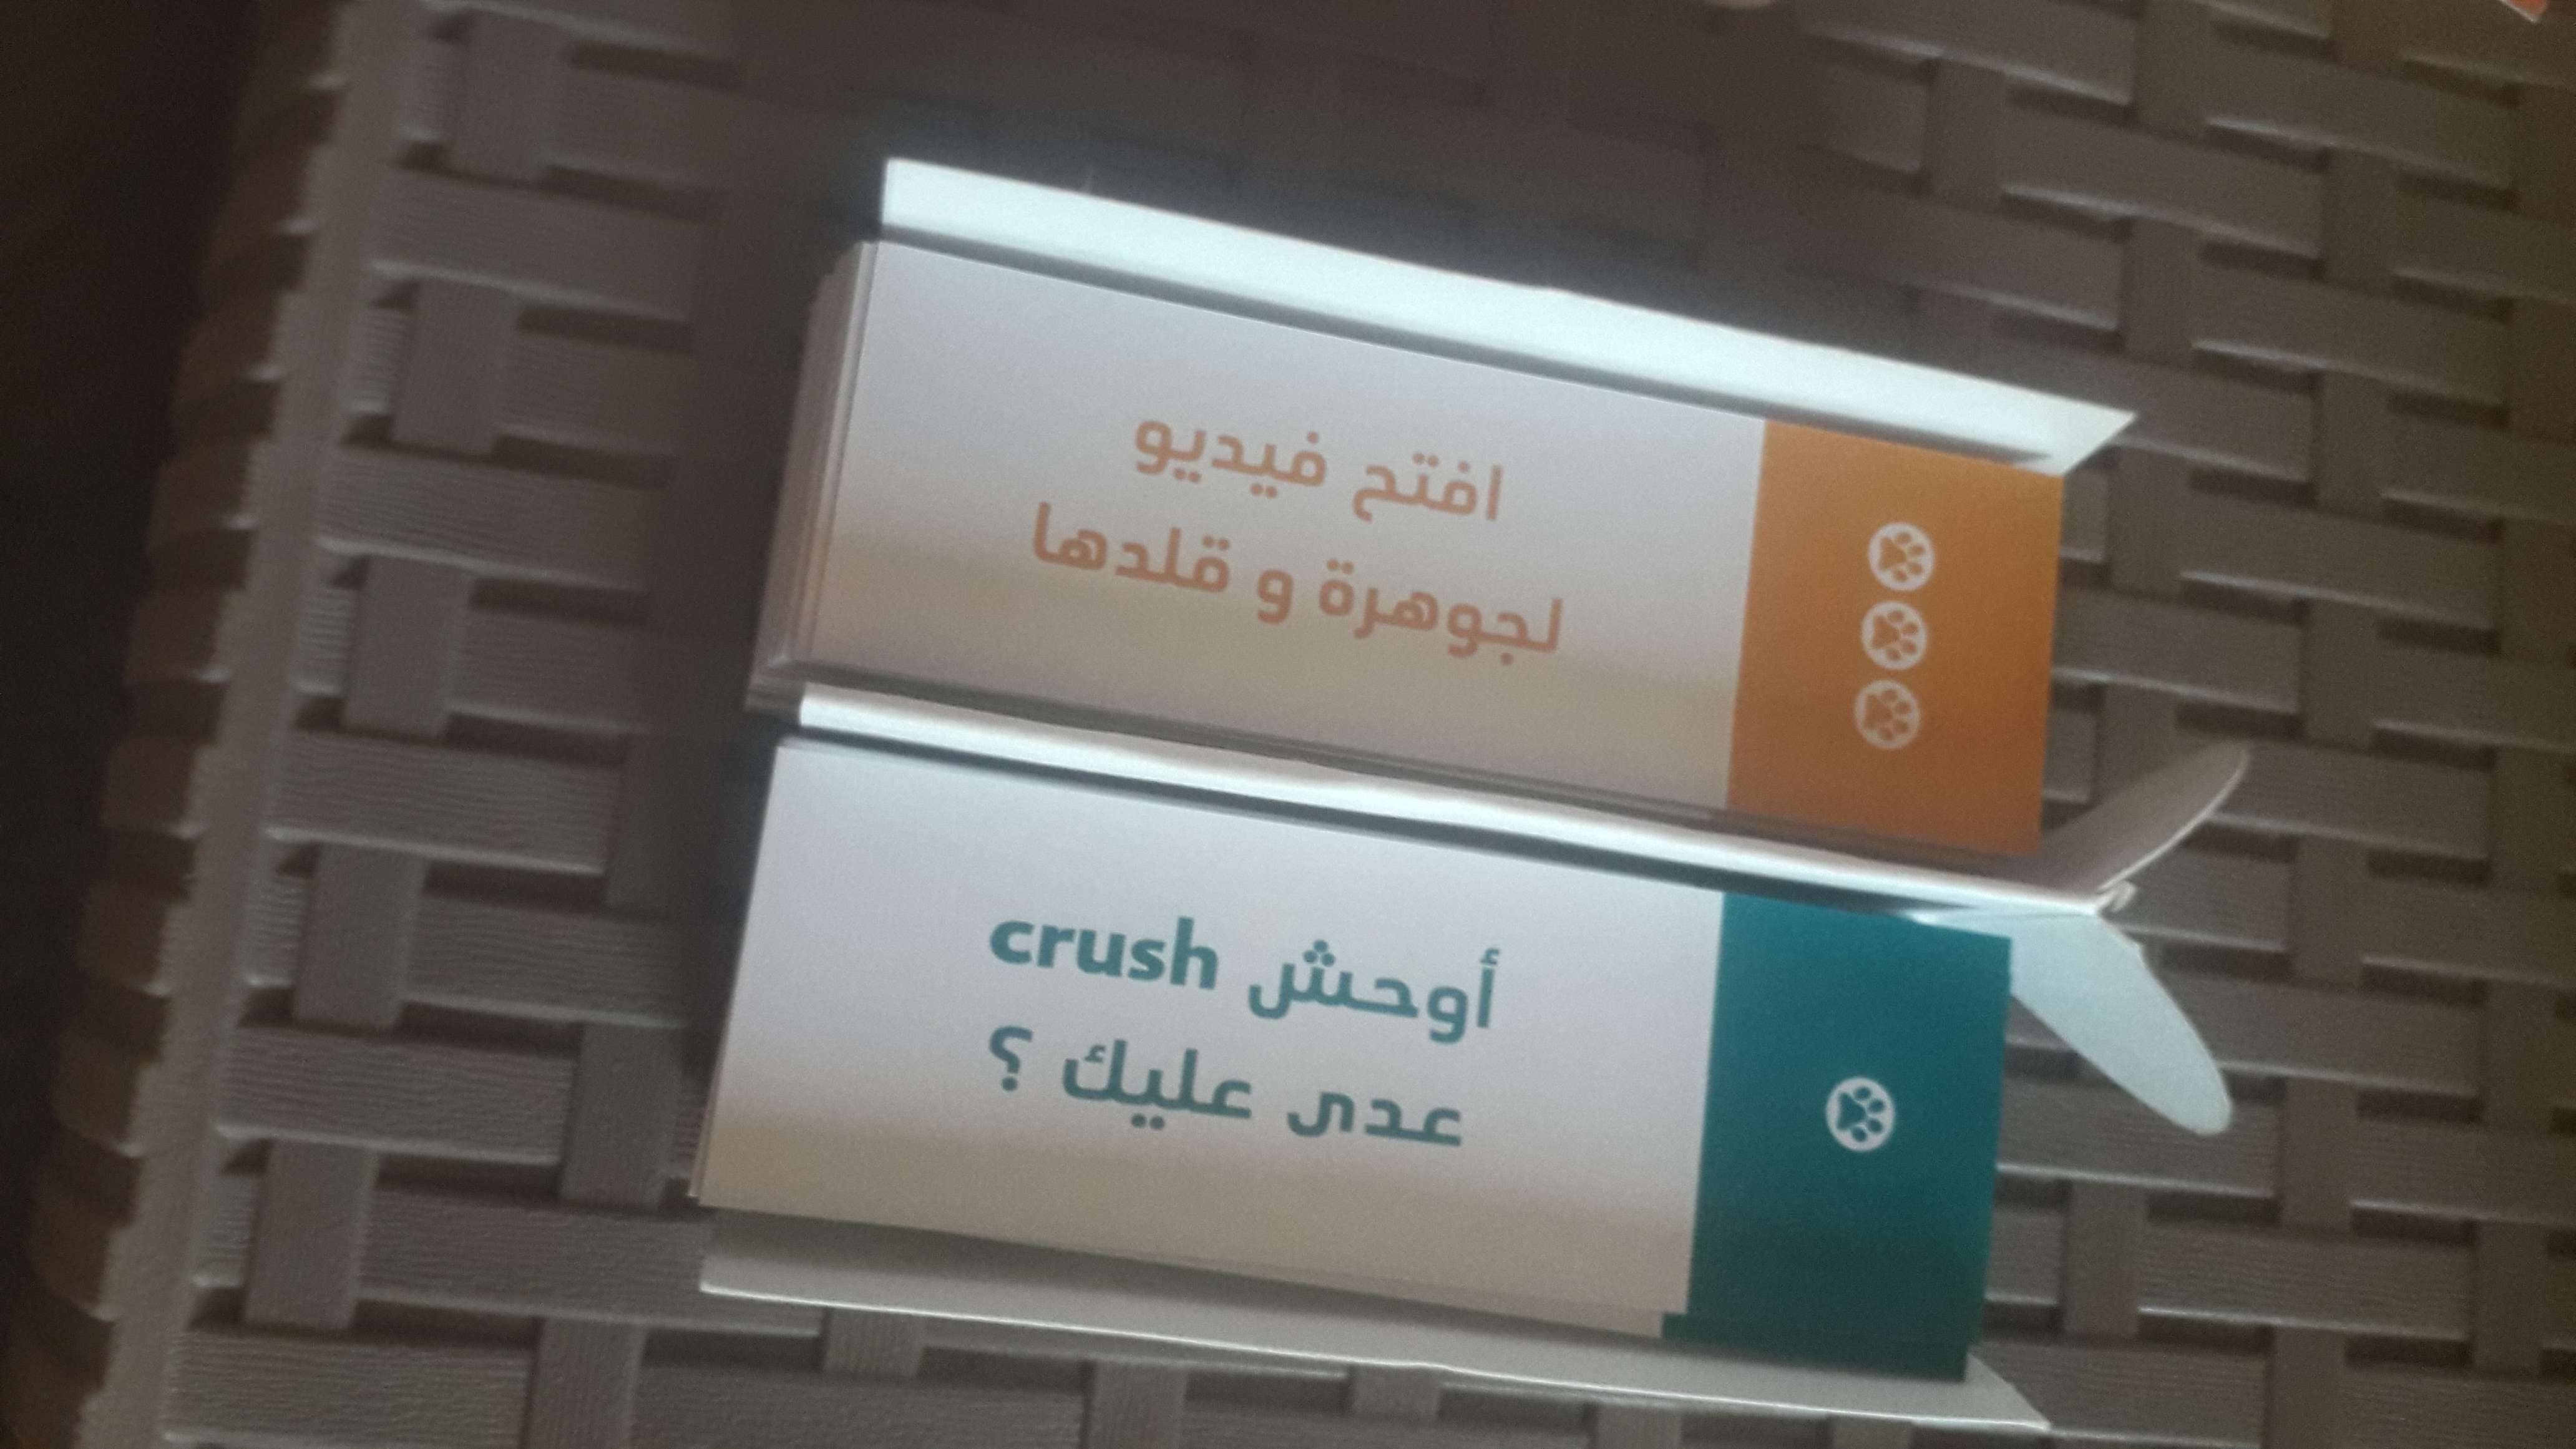 افتح فيديو
لجوهرة و قلدها
أوحش crush
عدى عليك ؟